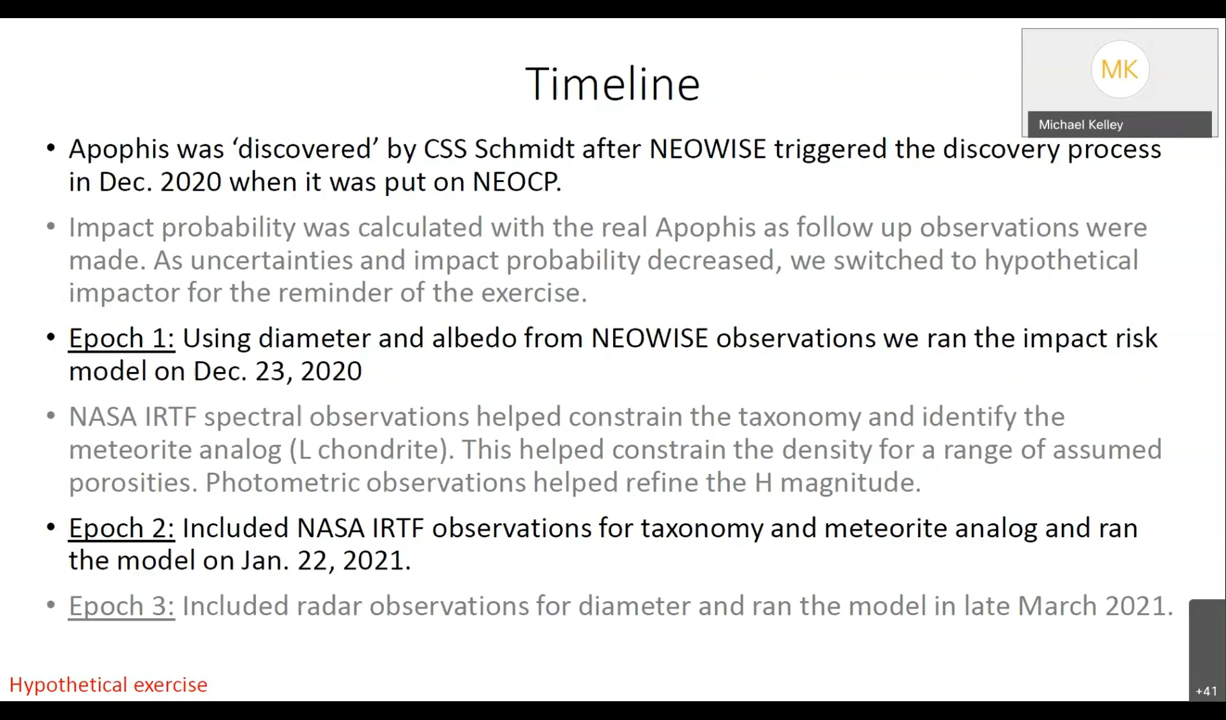 Timeline
MK
Michael Kelley
• Apophis was ‘discovered’ by CSS Schmidt after NEOWISE triggered the discovery process
in Dec. 2020 when it was put on NEOCP.
• Impact probability was calculated with the real Apophis as follow up observations were
made. As uncertainties and impact probability decreased, we switched to hypothetical
impactor for the reminder of the exercise.
• Epoch 1: Using diameter and albedo from NEOWISE observations we ran the impact risk
model on Dec. 23, 2020
• NASA IRTF spectral observations helped constrain the taxonomy and identify the
meteorite analog (L chondrite). This helped constrain the density for a range of assumed
porosities. Photometric observations helped refine the H magnitude.
• Epoch 2: Included NASA IRTF observations for taxonomy and meteorite analog and ran
the model on Jan. 22, 2021.
• Epoch 3: Included radar observations for diameter and ran the model in late March 2021.
Hypothetical exercise
+41